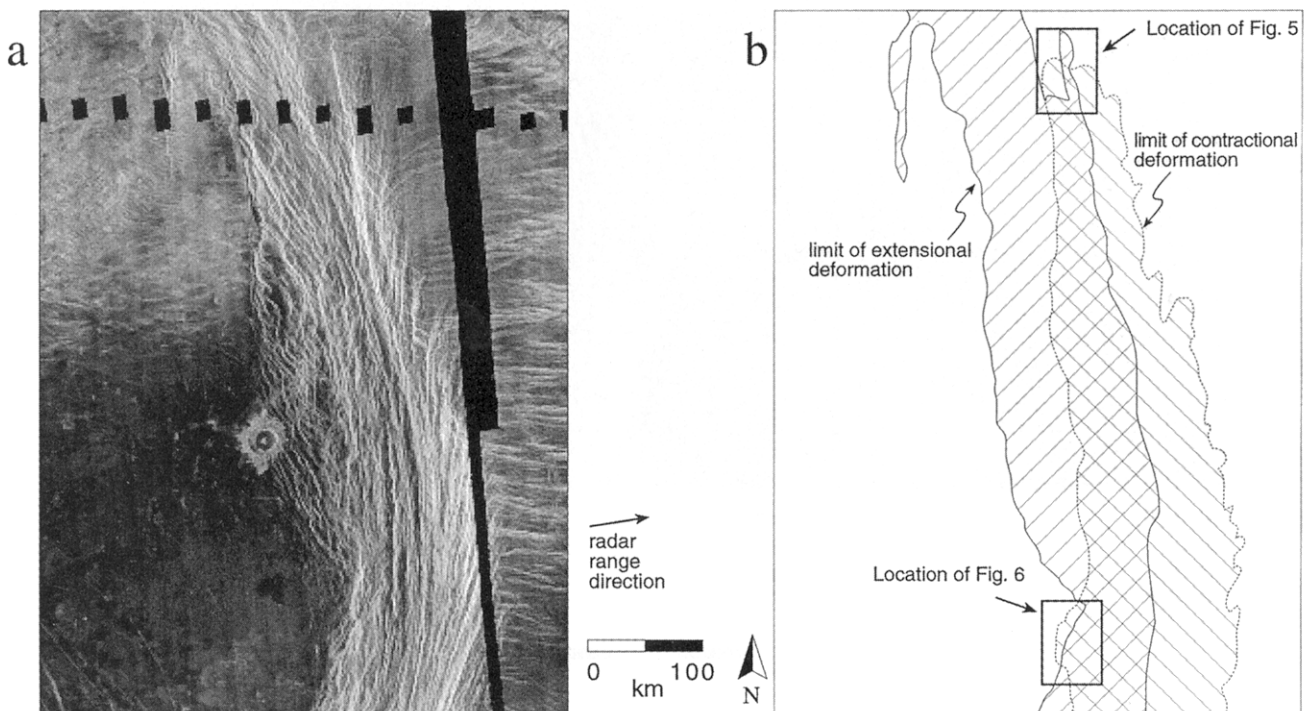 a
b
Location of Fig. 5
limit of contractional
deformation
limit of extensional
deformation
radar
range
direction
Location of Fig. 6
0 100
km
N